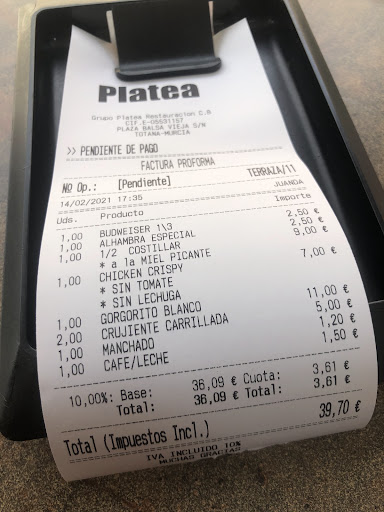 Platea
Grupo Platea Restauracion C.B
CIF.E-05531157
PLAZA BALSA VIEJA S/N
TOTANA-MURCIA
>> PENDIENTE DE PAGO
FACTURA PROFORMA
Nº Op.: [Pendiente] TERRAZA/11
14/02/2021 17:35 JUANDA
Uds. Producto Importe
1,00 BUDWEISER 1\3 2,50 €
1,00 ALHAMBRA ESPECIAL 2,50 €
1,00 1/2 COSTILLAR 9,00 €
* a la MIEL PICANTE
1,00 CHICKEN CRISPY 7,00 €
* SIN TOMATE
* SIN LECHUGA
1,00 GORGORITO BLANCO 11,00 €
2,00 CRUJIENTE CARRILLADA 5,00 €
1,00 MANCHADO 1,20 €
1,00 CAFE/LECHE 1,50 €
10,00%: Base: 36,09 € Cuota: 3,61 €
Total: 36,09 € Total: 3,61 €
Total (Impuestos Incl.) 39,70 €
IVA INCLUIDO 10%
MUCHAS GRACIAS